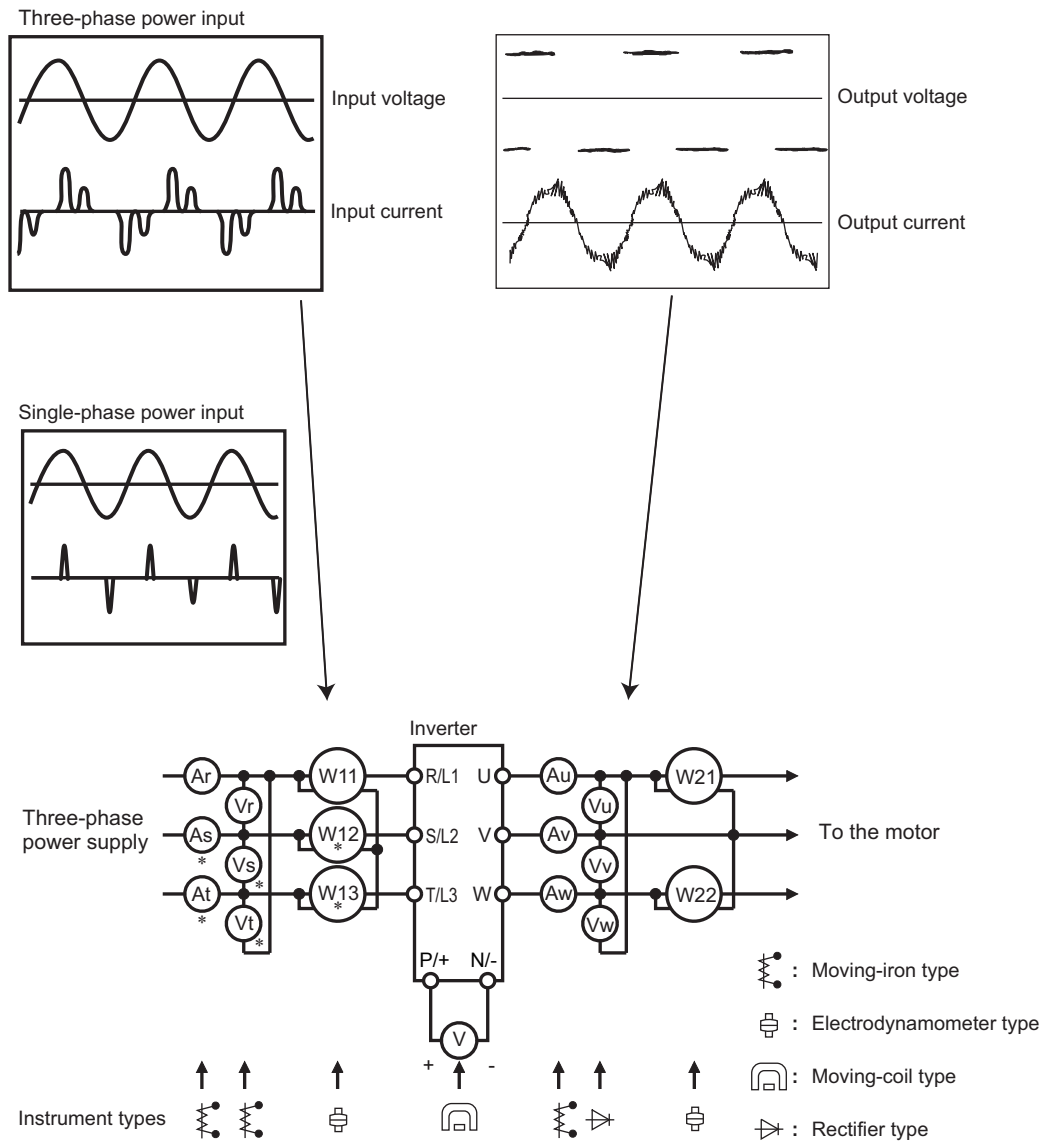 Three-phase power input
Input voltage
Input current
Output voltage
Output current
Single-phase power input
Inverter
Ar
Vr
W11
R/L1
U
Au
Vu
W21
Three-phase
power supply
As
*
Vs
*
W12
*
S/L2
V
Av
Vv
To the motor
At
*
Vt
*
W13
*
T/L3
W
Aw
Vw
W22
P/+
N/-
V
+
-
: Moving-iron type
: Electrodynamometer type
: Moving-coil type
: Rectifier type
Instrument types